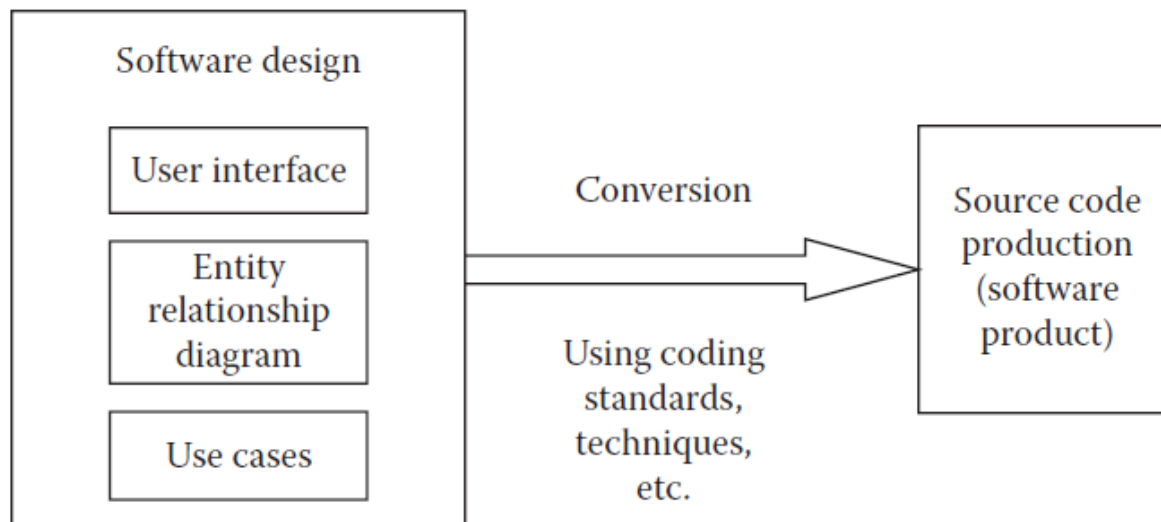 Software design
User interface
Entity
relationship
diagram
Use cases
Conversion
Using coding
standards,
techniques,
etc.
Source code
production
(software
product)